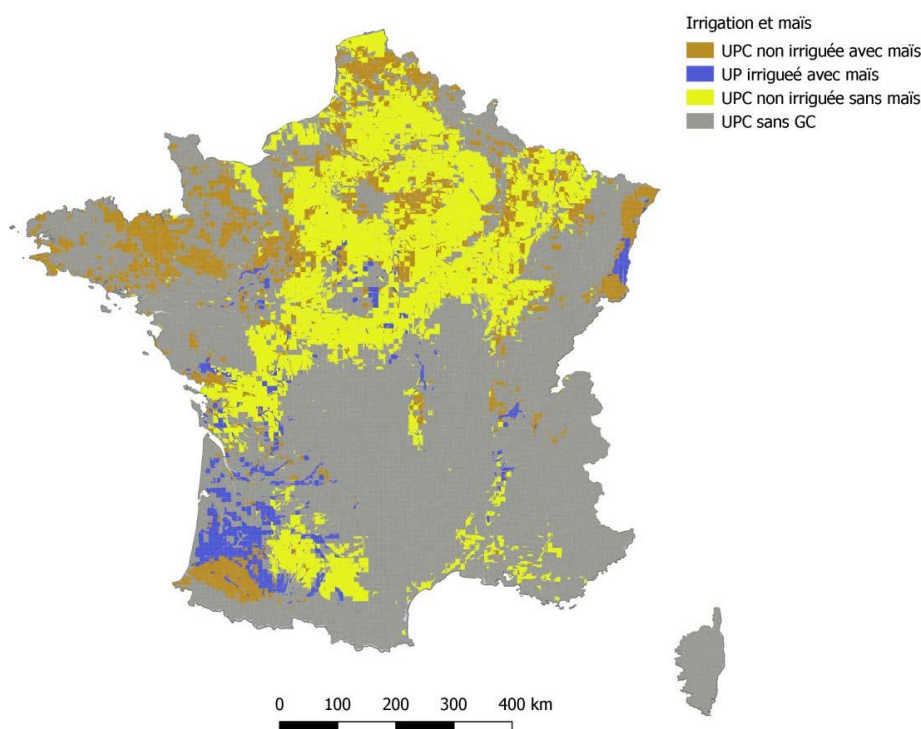 Irrigation et maïs
UPC non irriguée avec maïs
UP irrigueé avec maïs
UPC non irriguée sans maïs
UPC sans GC
0 100 200 300 400 km